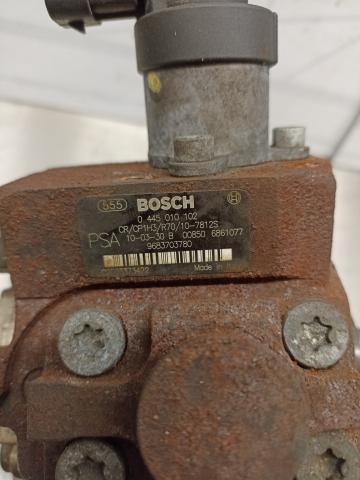 555 BOSCH
0 445 010 102
CR/CP1H3/R70/10-7812S
PSA 10-03-30 B 00850 6861077
9683703780
Made in